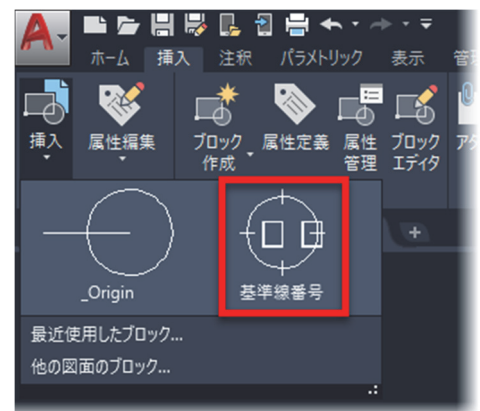 A
ホーム 挿入 注釈 パラメトリック 表示
挿入 属性編集 ブロック作成 属性定義 属性管理 ブロックエディタ
_Origin 基準線番号
最近使用したブロック...
他の図面のブロック...